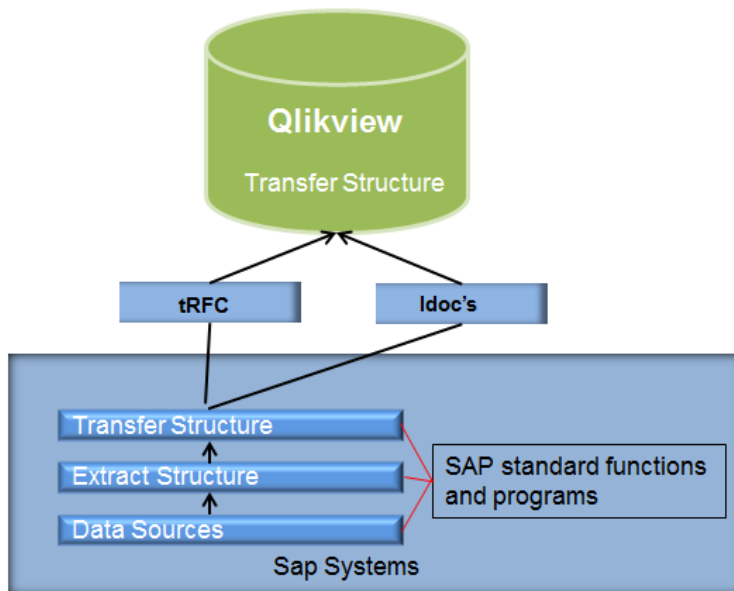 Qlikview
Transfer Structure
tRFC
Idoc's
Transfer Structure
Extract Structure
Data Sources
SAP standard functions
and programs
Sap Systems